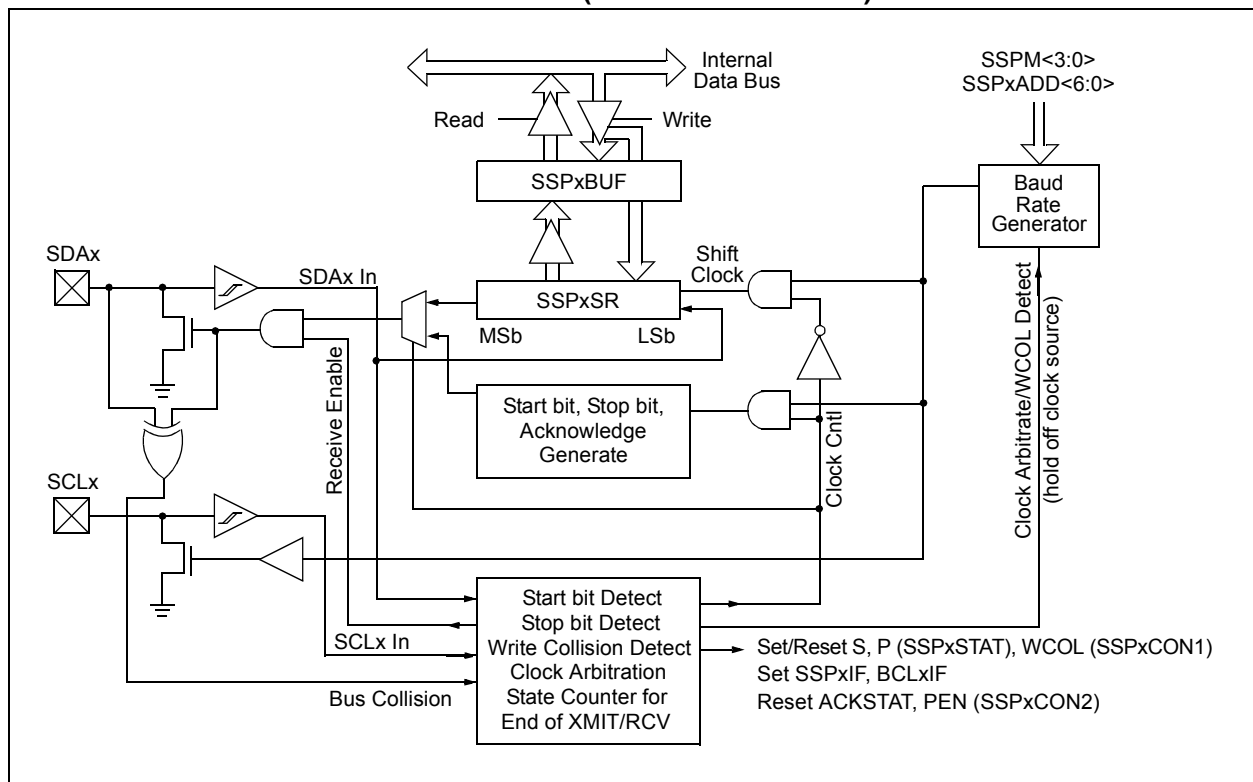 Internal
Data Bus
SSPM<3:0>
SSPxADD<6:0>
Read
Write
SSPxBUF
Baud
Rate
Generator
SDAx
SDAx In
Shift
Clock
SSPxSR
MSb
LSb
Start bit, Stop bit,
Acknowledge
Generate
Receive Enable
Clock Cntl
Clock Arbitrate/WCOL Detect
(hold off clock source)
SCLx
SCLx In
Bus Collision
Start bit Detect
Stop bit Detect
Write Collision Detect
Clock Arbitration
State Counter for
End of XMIT/RCV
Set/Reset S, P (SSPxSTAT), WCOL (SSPxCON1)
Set SSPxIF, BCLxIF
Reset ACKSTAT, PEN (SSPxCON2)